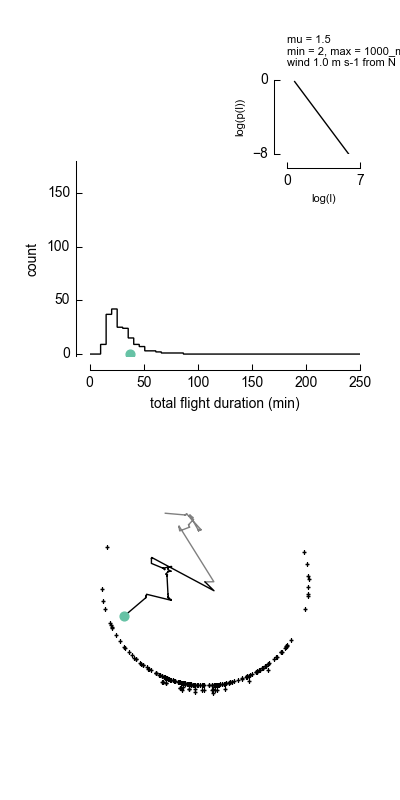 mu = 1.5
min = 2, max = 1000_m
wind 1.0 m s-1 from N
0
log(p(l))
−8
0
7
log(l)
150
100
50
0
count
0 50 100 150 200 250
total flight duration (min)